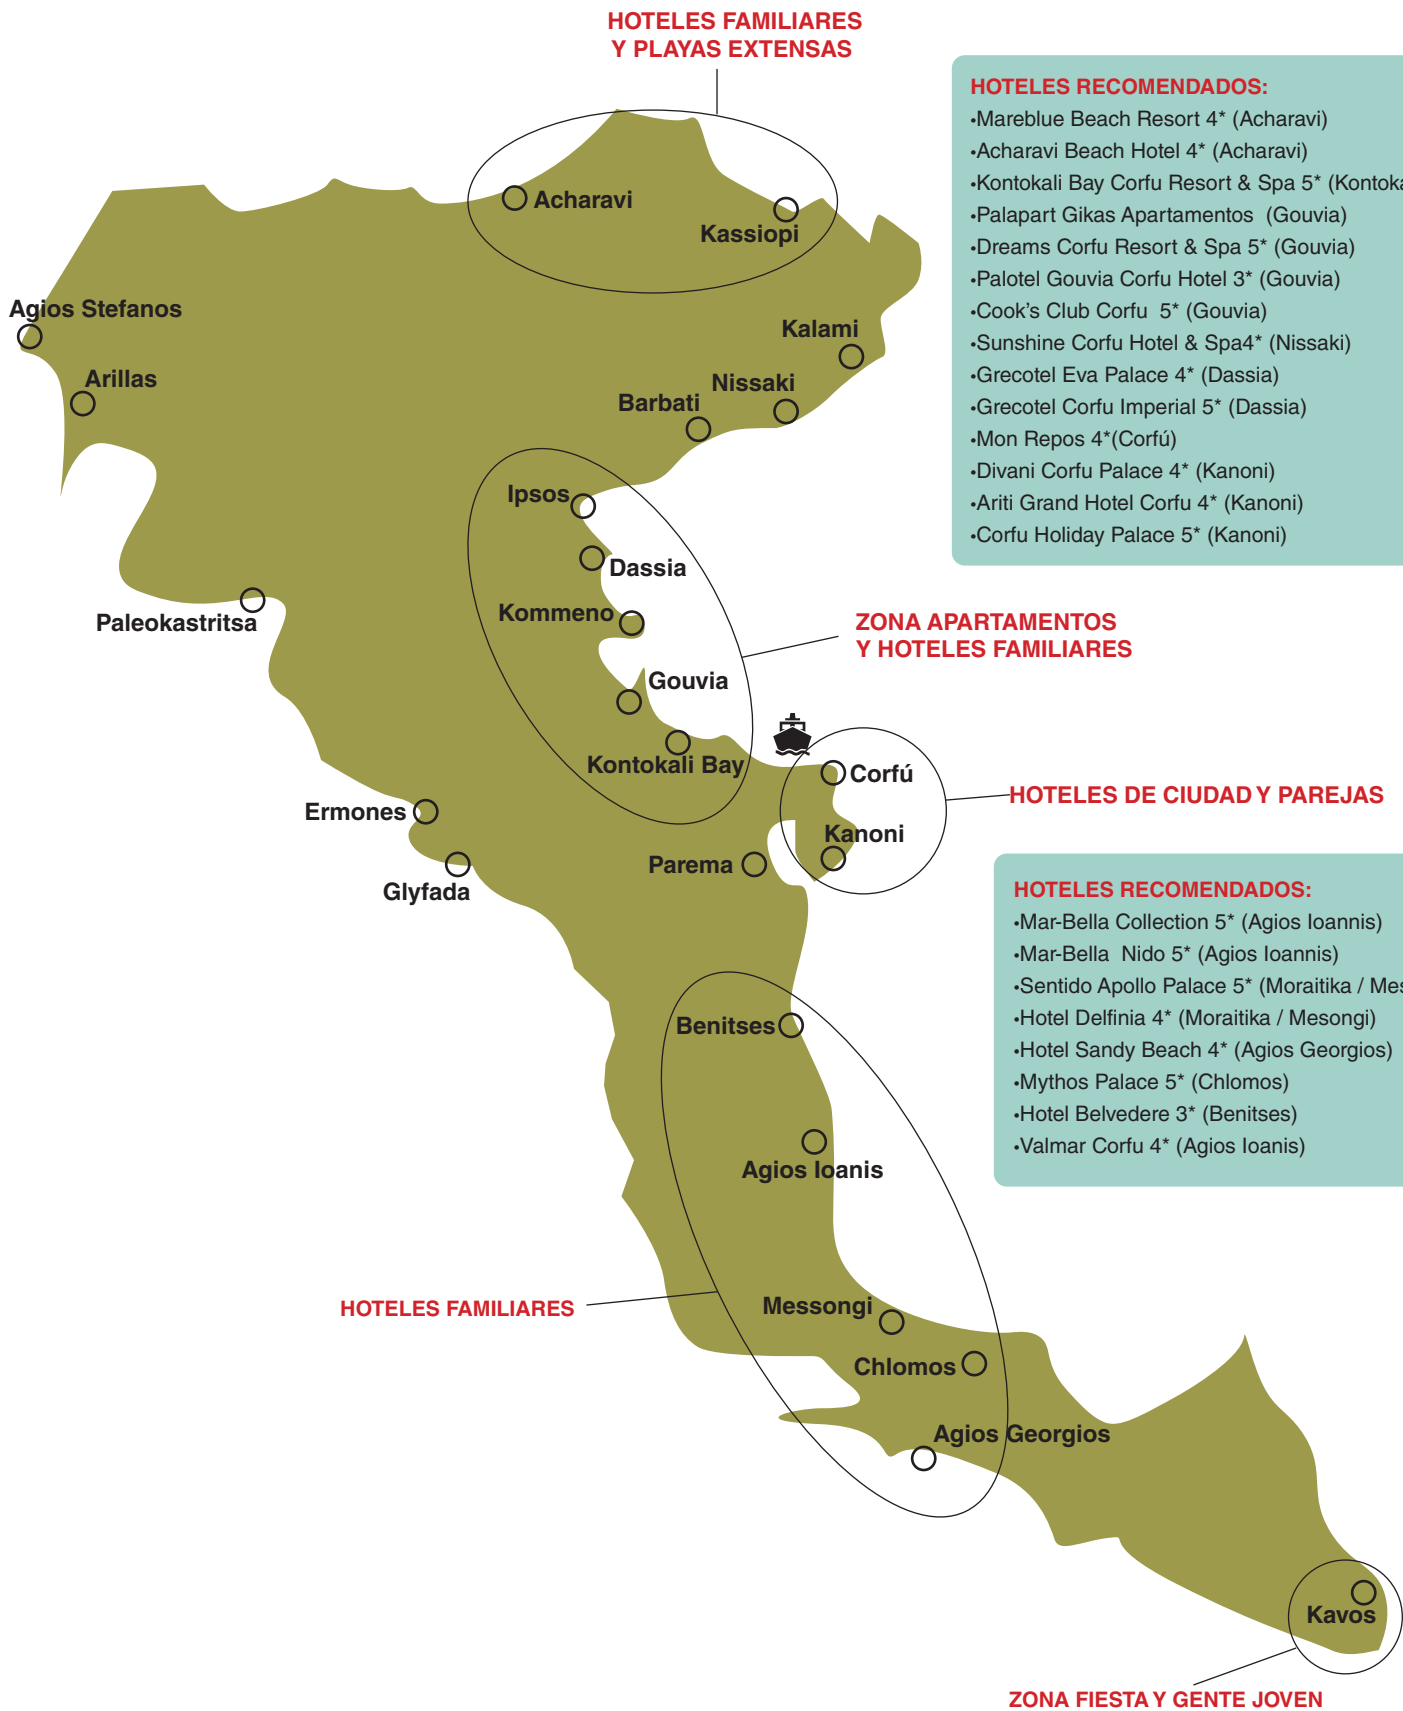 HOTELES FAMILIARES
Y PLAYAS EXTENSAS
HOTELES RECOMENDADOS:
•Mareblue Beach Resort 4* (Acharavi)
•Acharavi Beach Hotel 4* (Acharavi)
•Kontokali Bay Corfu Resort & Spa 5*
•Palapart Gikas Apartamentos (Gouvia)
•Dreams Corfu Resort & Spa 5* (Gouvia)
•Palotel Gouvia Corfu Hotel 3* (Gouvia)
•Cook's Club Corfu 5* (Gouvia)
•Sunshine Corfu Hotel & Spa4* (Nissaki)
•Grecotel Eva Palace 4* (Dassia)
•Grecotel Corfu Imperial 5* (Dassia)
•Mon Repos 4*(Corfú)
•Divani Corfu Palace 4* (Kanoni)
•Ariti Grand Hotel Corfu 4* (Kanoni)
•Corfu Holiday Palace 5* (Kanoni)
Acharavi
Kassiopi
Agios Stefanos
Arillas
Kalami
Nissaki
Barbati
Ipsos
Dassia
Kommeno
Paleokastritsa
ZONA APARTAMENTOS
Y HOTELES FAMILIARES
Gouvia
Kontokali Bay
Corfú
HOTELES DE CIUDAD Y PAREJAS
Ermones
Kanoni
Parema
Glyfada
HOTELES RECOMENDADOS:
•Mar-Bella Collection 5* (Agios Ioannis)
•Mar-Bella Nido 5* (Agios Ioannis)
•Sentido Apollo Palace 5* (Moraitika /
•Hotel Delfinia 4* (Moraitika / Mesongi)
•Hotel Sandy Beach 4* (Agios Georgios)
•Mythos Palace 5* (Chlomos)
•Hotel Belvedere 3* (Benitses)
•Valmar Corfu 4* (Agios Ioanis)
Benitses
Agios Ioanis
HOTELES FAMILIARES
Messongi
Chlomos
Agios Georgios
Kavos
ZONA FIESTA Y GENTE JOVEN